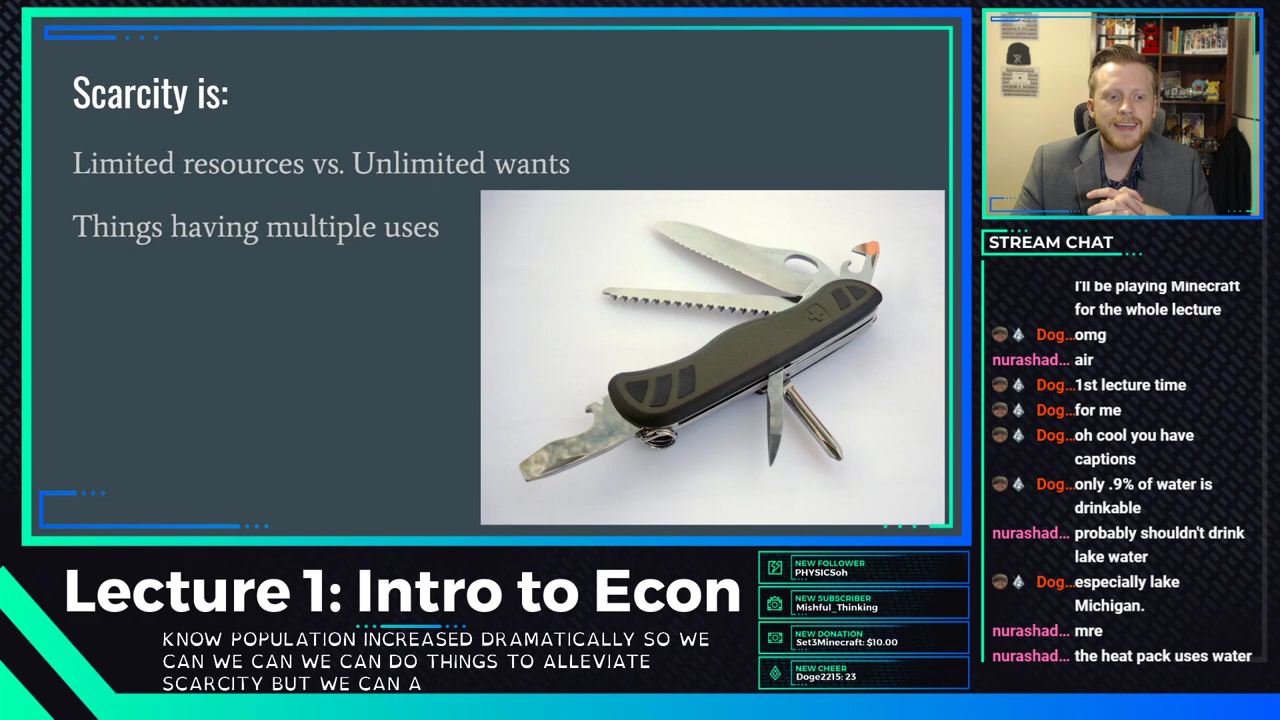 Scarcity is:
Limited resources vs. Unlimited wants
Things having multiple uses
STREAM CHAT
I'll be playing Minecraft
for the whole lecture
Dog... omg
nurashad... air
Dog... 1st lecture time
Dog... for me
Dog... oh cool you have
captions
Dog... only .9% of water is
drinkable
nurashad... probably shouldn't drink
lake water
Dog... especially lake
Michigan.
nurashad... mre
nurashad... the heat pack uses water
Lecture 1: Intro to Econ
KNOW POPULATION INCREASED DRAMATICALLY SO WE
CAN WE CAN WE CAN DO THINGS TO ALLEVIATE
SCARCITY BUT WE CAN A
NEW FOLLOWER
PHYSICSoh
NEW SUBSCRIBER
Mishful_Thinking
NEW DONATION
Set3Minecraft: $10.00
NEW CHEER
Doge2215: 23